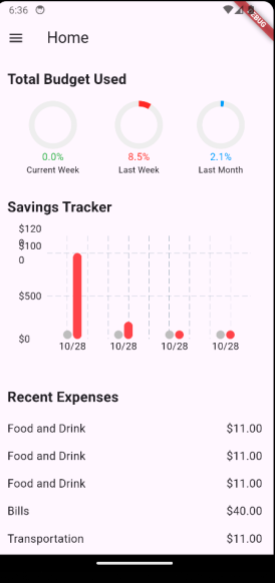 6:36
DEBUG
Home
Total Budget Used
0.0% 8.5% 2.1%
Current Week Last Week Last Month
Savings Tracker
$120
0
$100
0
$500
$0
10/28 10/28 10/28 10/28
Recent Expenses
Food and Drink $11.00
Food and Drink $11.00
Food and Drink $11.00
Bills $40.00
Transportation $11.00